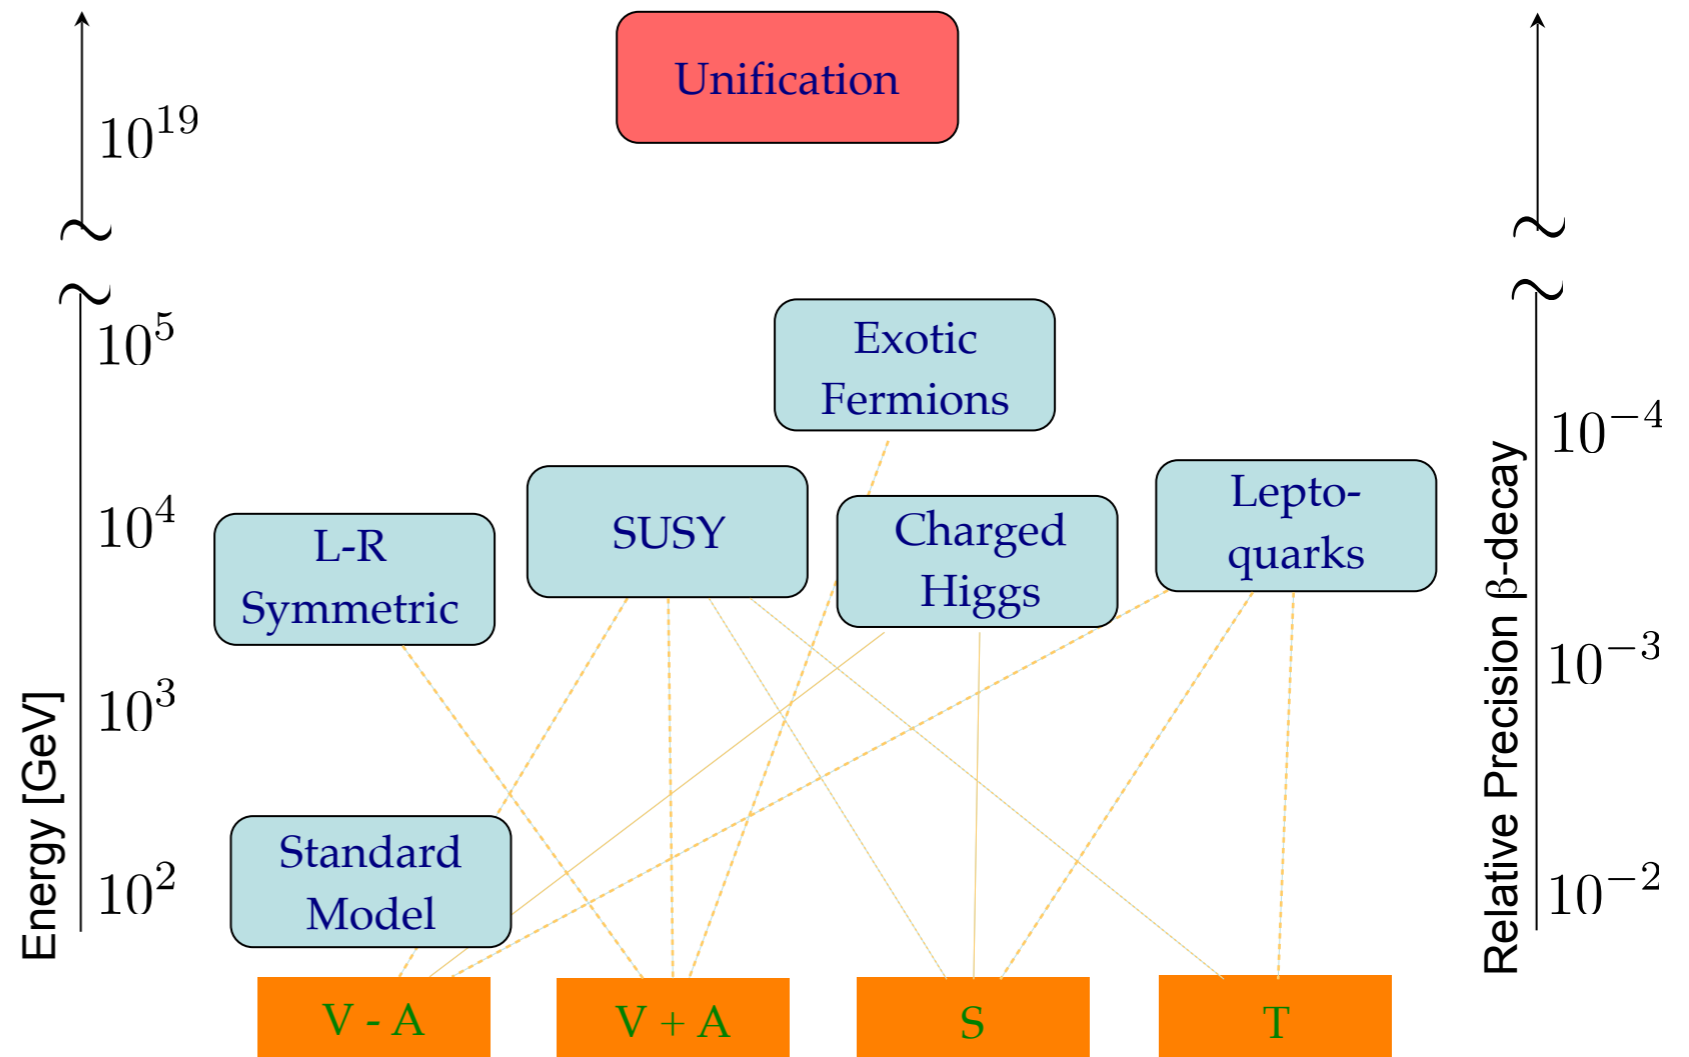 Unification
10^19
10^5
Exotic
Fermions
10^-4
Lepto-
quarks
10^4
L-R
Symmetric
SUSY
Charged
Higgs
10^-3
10^3
Energy [GeV]
Relative Precision β-decay
Standard
Model
10^2
10^-2
V - A
V + A
S
T